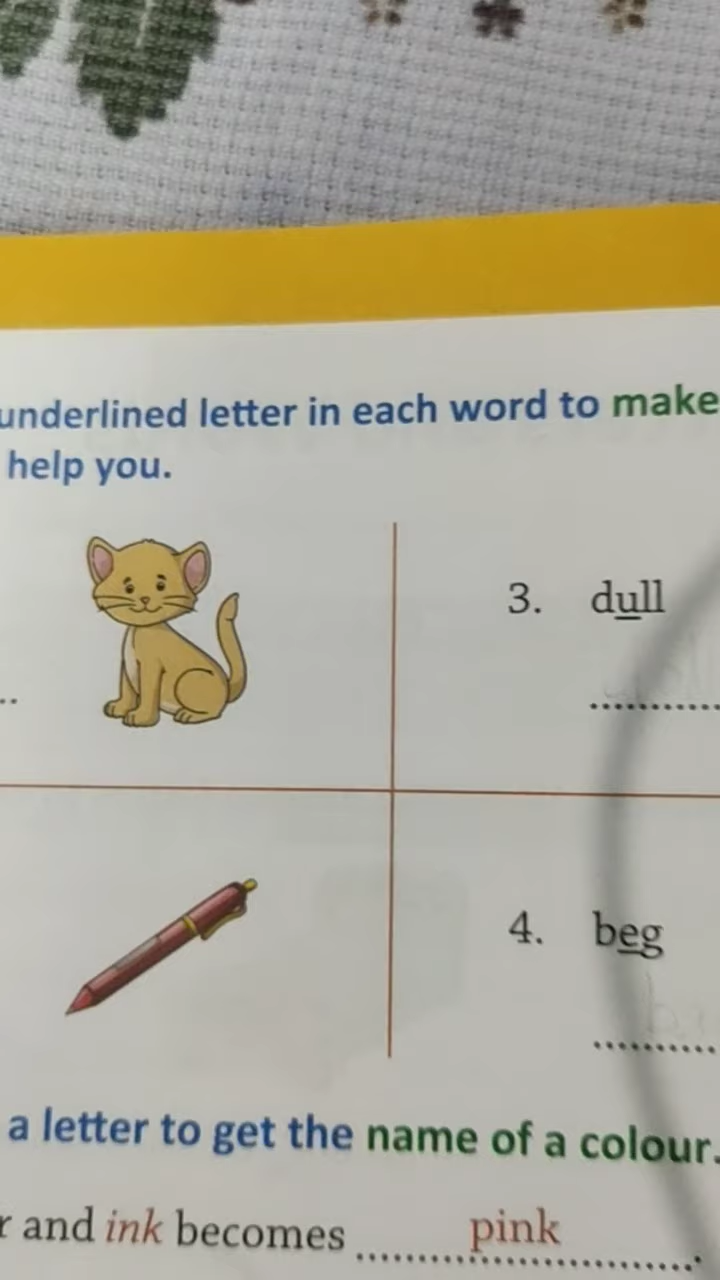 underlined letter in each word to make
help you.
3. dull
..
.............
4. beg
.............
a letter to get the name of a colour.
r and ink becomes ..... pink .....